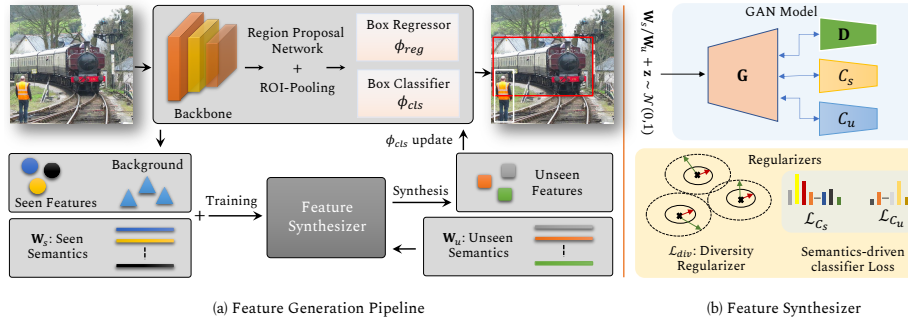 Backbone
Region Proposal
Network
+
ROI-Pooling
Box Regressor
ϕreg
Box Classifier
ϕcls
ϕcls update
Seen Features
Background
Ws: Seen
Semantics
+
Training
Feature
Synthesizer
Synthesis
Unseen
Features
Wu: Unseen
Semantics
(a) Feature Generation Pipeline
Ws/Wu + z ~ N(0,1)
GAN Model
G
D
Cs
Cu
Regularizers
ℒdiv: Diversity
Regularizer
ℒCs
ℒCu
Semantics-driven
classifier Loss
(b) Feature Synthesizer